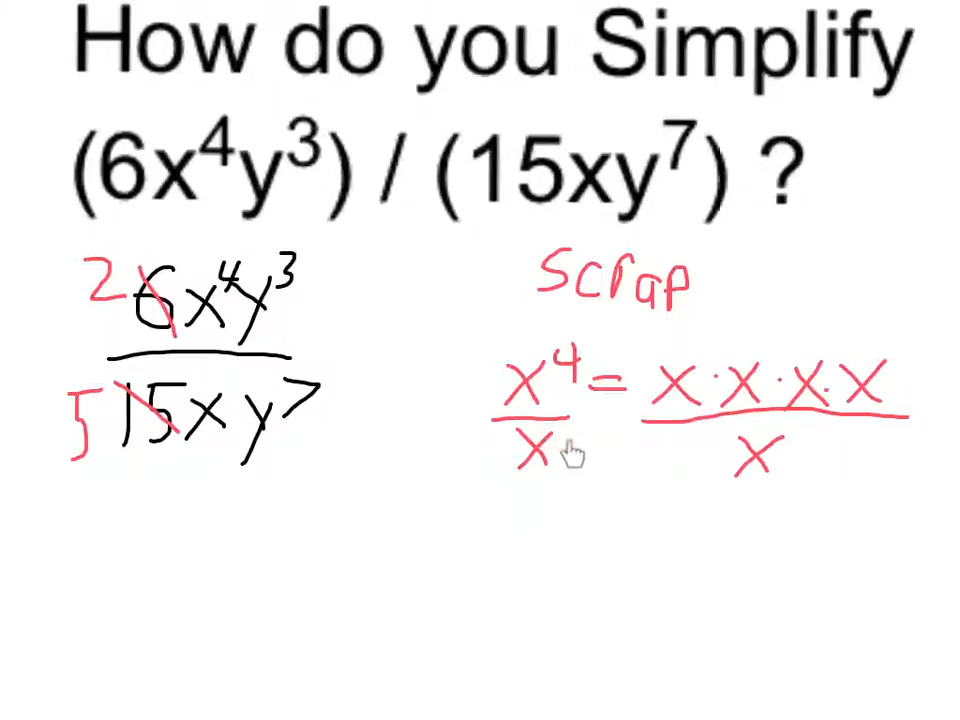 How do you Simplify
(6x⁴y³) / (15xy⁷) ?
2 6x⁴y³
5 15xy⁷
scrap
x⁴ = x · x · x · x
x x